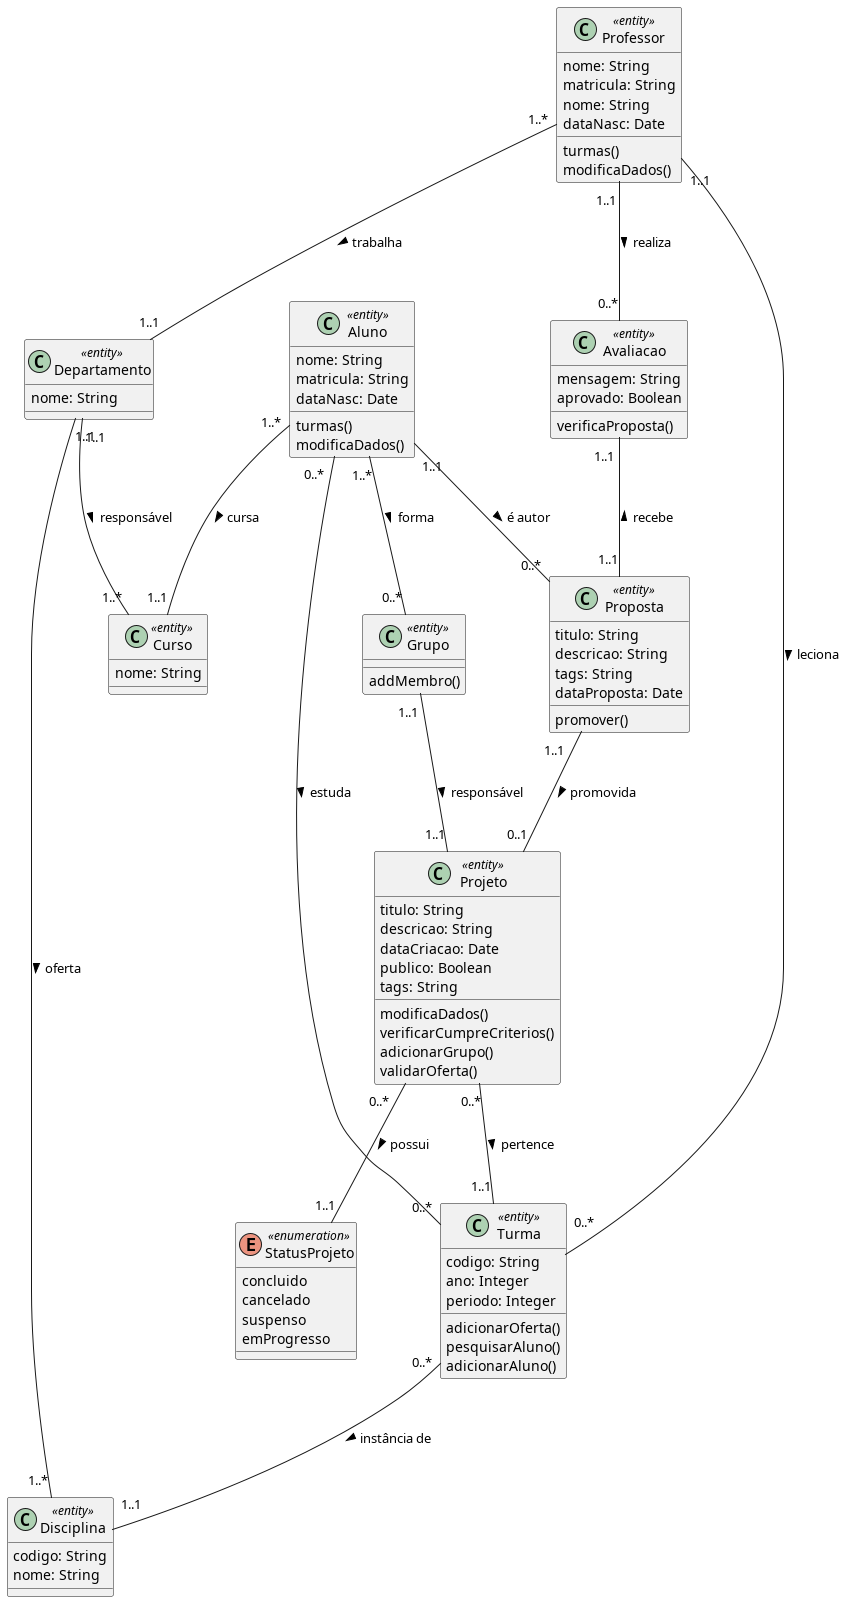 C «entity»
Professor
nome: String
matricula: String
nome: String
dataNasc: Date
turmas()
modificaDados()
1..*
1..1
1..1
trabalha
realiza
1..1
0..*
C «entity»
Aluno
nome: String
matricula: String
dataNasc: Date
turmas()
modificaDados()
C «entity»
Departamento
nome: String
C «entity»
Avaliacao
mensagem: String
aprovado: Boolean
verificaProposta()
1..1
1..1
1..*
0..*
1..*
1..1
1..1
responsável
cursa
forma
é autor
recebe
1..*
1..1
0..*
0..*
1..1
C «entity»
Curso
nome: String
C «entity»
Grupo
addMembro()
C «entity»
Proposta
titulo: String
descricao: String
tags: String
dataProposta: Date
promover()
leciona
1..1
1..1
estuda
responsável
promovida
1..1
0..1
C «entity»
Projeto
titulo: String
descricao: String
dataCriacao: Date
publico: Boolean
tags: String
modificaDados()
verificarCumpreCriterios()
adicionarGrupo()
validarOferta()
oferta
0..*
0..*
possui
pertence
1..1
1..1
0..*
0..*
E «enumeration»
StatusProjeto
concluido
cancelado
suspenso
emProgresso
C «entity»
Turma
codigo: String
ano: Integer
periodo: Integer
adicionarOferta()
pesquisarAluno()
adicionarAluno()
0..*
instância de
1..*
1..1
C «entity»
Disciplina
codigo: String
nome: String